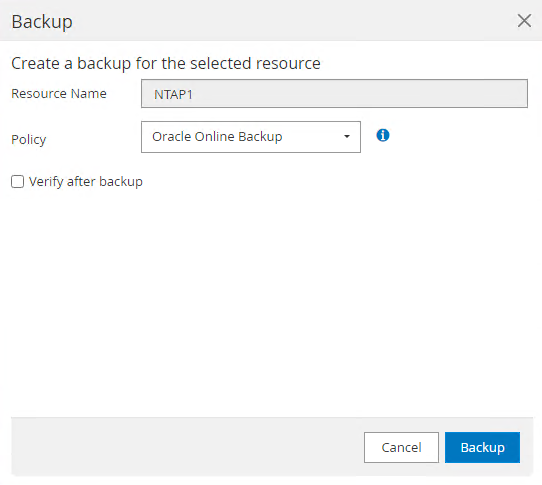 Backup
Create a backup for the selected resource
Resource Name NTAP1
Policy Oracle Online Backup
Verify after backup
Cancel Backup